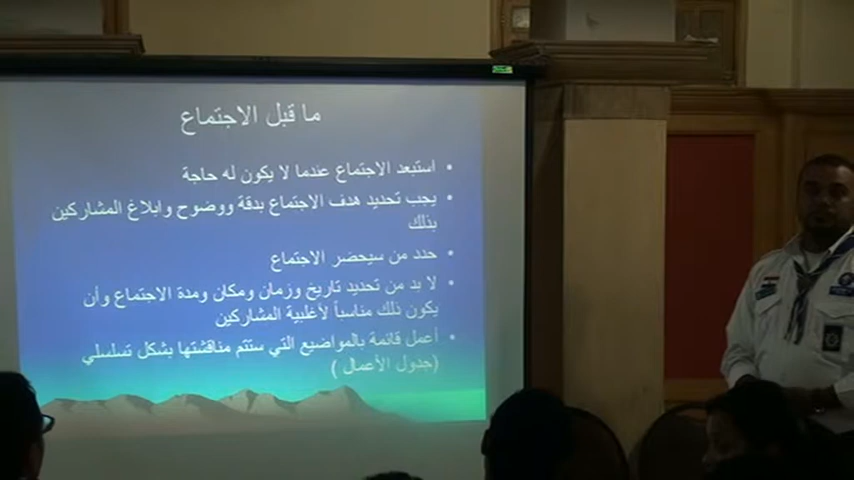 ما قبل الاجتماع
• استبعد الاجتماع عندما لا يكون له حاجة
• يجب تحديد هدف الاجتماع بدقة ووضوح وابلاغ المشاركين
بذلك
• حدد من سيحضر الاجتماع
• لا بد من تحديد تاريخ وزمان ومكان ومدة الاجتماع وأن
يكون ذلك مناسباً لأغلبية المشاركين
• أعمل قائمة بالمواضيع التي ستتم مناقشتها بشكل تسلسلي
(جدول الأعمال )